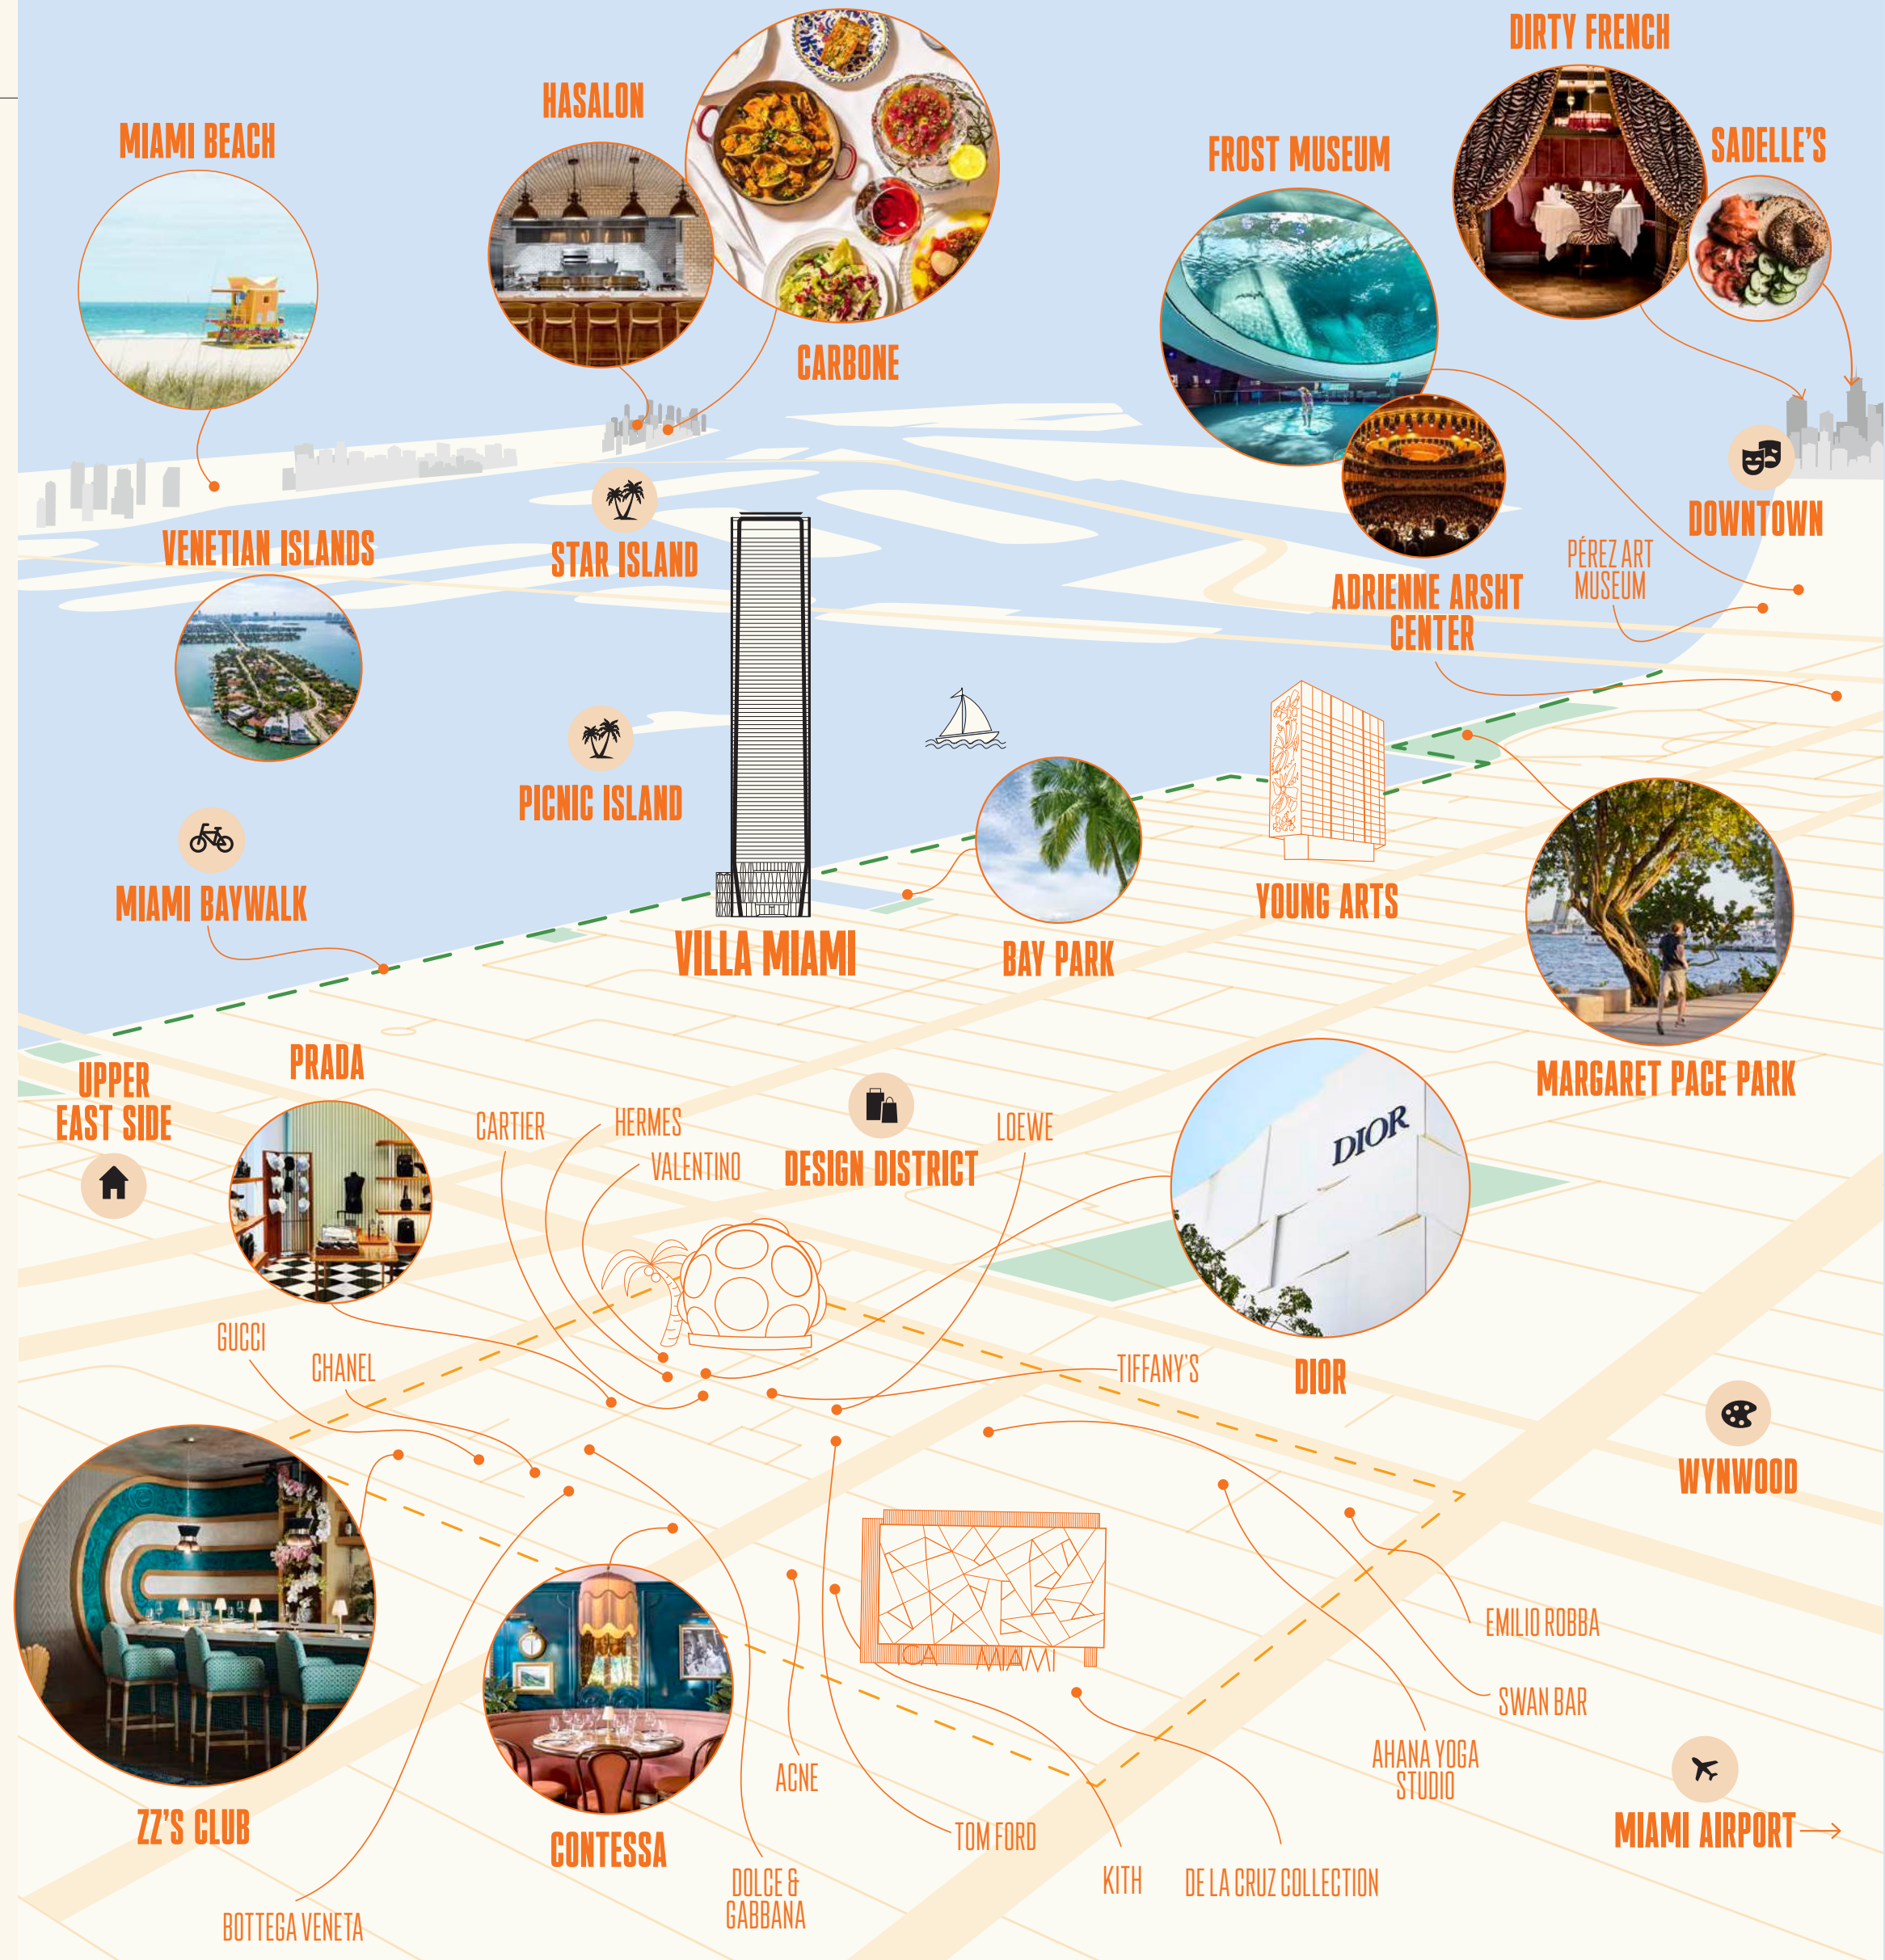 DIRTY FRENCH
HASALON
MIAMI BEACH
FROST MUSEUM
SADELLE'S
CARBONE
DOWNTOWN
VENETIAN ISLANDS
STAR ISLAND
PÉREZ ART
MUSEUM
ADRIENNE ARSHT
CENTER
PICNIC ISLAND
MIAMI BAYWALK
YOUNG ARTS
VILLA MIAMI
BAY PARK
PRADA
UPPER
EAST SIDE
MARGARET PACE PARK
CARTIER
HERMES
LOEWE
DIOR
VALENTINO
DESIGN DISTRICT
GUCCI
CHANEL
TIFFANY'S
DIOR
WYNWOOD
EMILIO ROBBA
ICA MIAMI
SWAN BAR
AHANA YOGA
STUDIO
ACNE
ZZ'S CLUB
CONTESSA
TOM FORD
MIAMI AIRPORT
DOLCE &
GABBANA
KITH
DE LA CRUZ COLLECTION
BOTTEGA VENETA